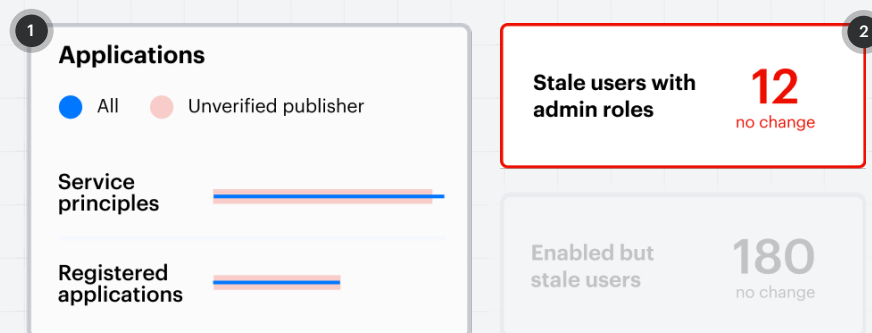 1
Applications
All
Unverified publisher
Service
principles
Registered
applications
2
Stale users with
admin roles
12
no change
Enabled but
stale users
180
no change